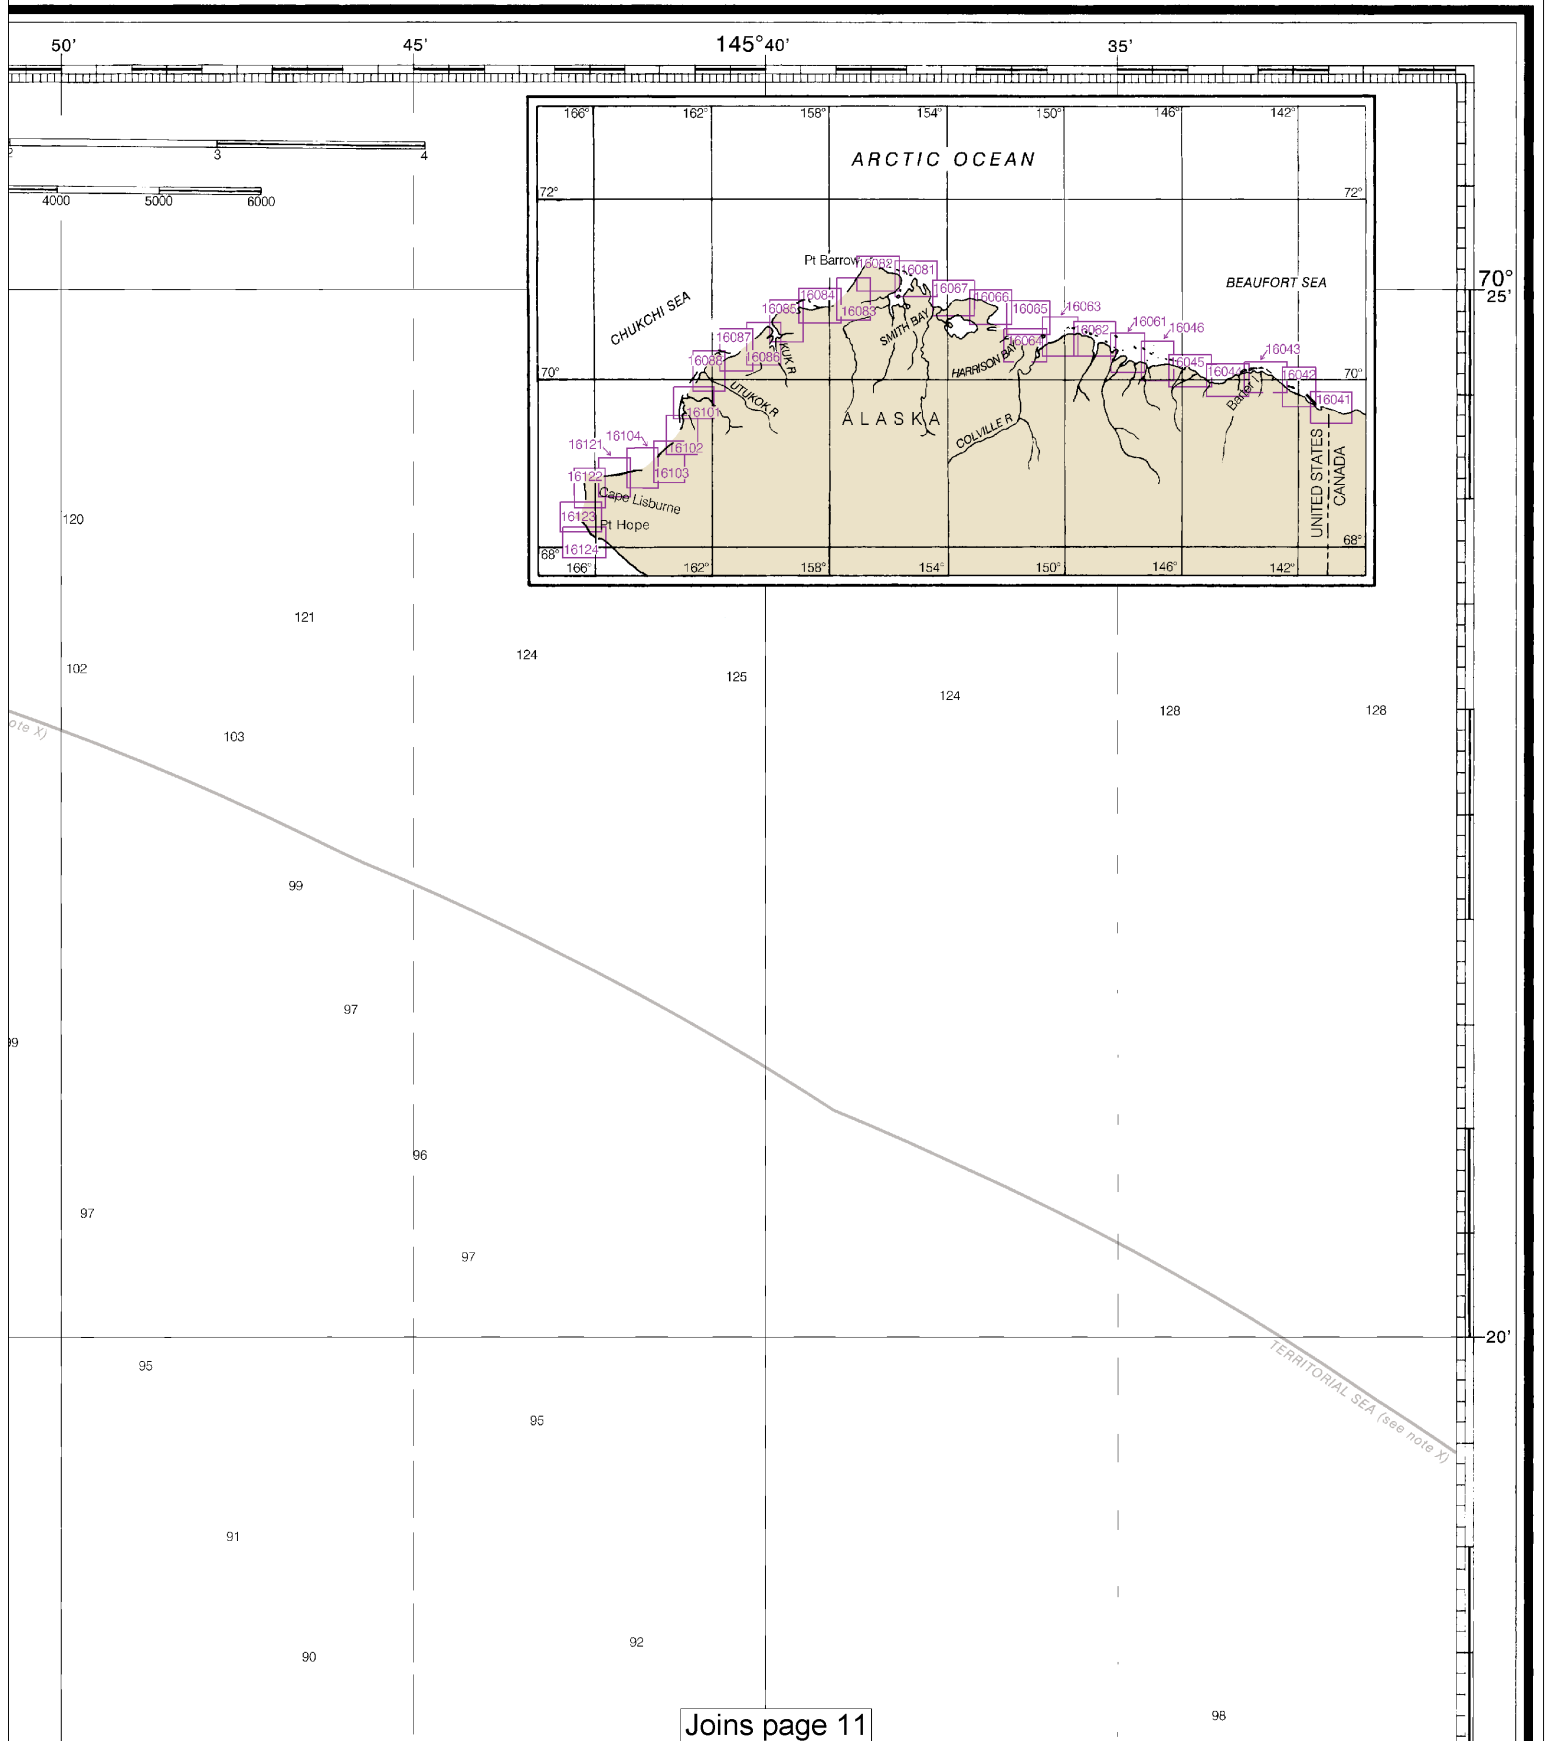 50' 45' 145°40' 35'
3 4
4000 5000 6000
166° 162° 158° 154° 150° 146° 142°
ARCTIC OCEAN
72° 72°
Pt Barrow 16082 16081
BEAUFORT SEA
70°
25'
CHUKCHI SEA
16084 16067 16066
16085 16083 16065 16063
SMITH BAY
16087 16062 16061 16046
16064
KUK R
16086 16088
HARRISON BAY
16045 16043
70° 70°
16044 16042
UTUKOK R
Barter
16041
16101
ALASKA
COLVILLE R
16104
16121 16102
UNITED STATES
CANADA
16122 16103
Cape Lisburne
16123 Pt Hope
16124
68° 68°
166° 162° 158° 154° 150° 146° 142°
120
121
124
102
125
124
128 128
ote X)
103
99
97
99
96
97
97
20'
TERRITORIAL SEA (see note X)
95
95
91
92
90
98
Joins page 11